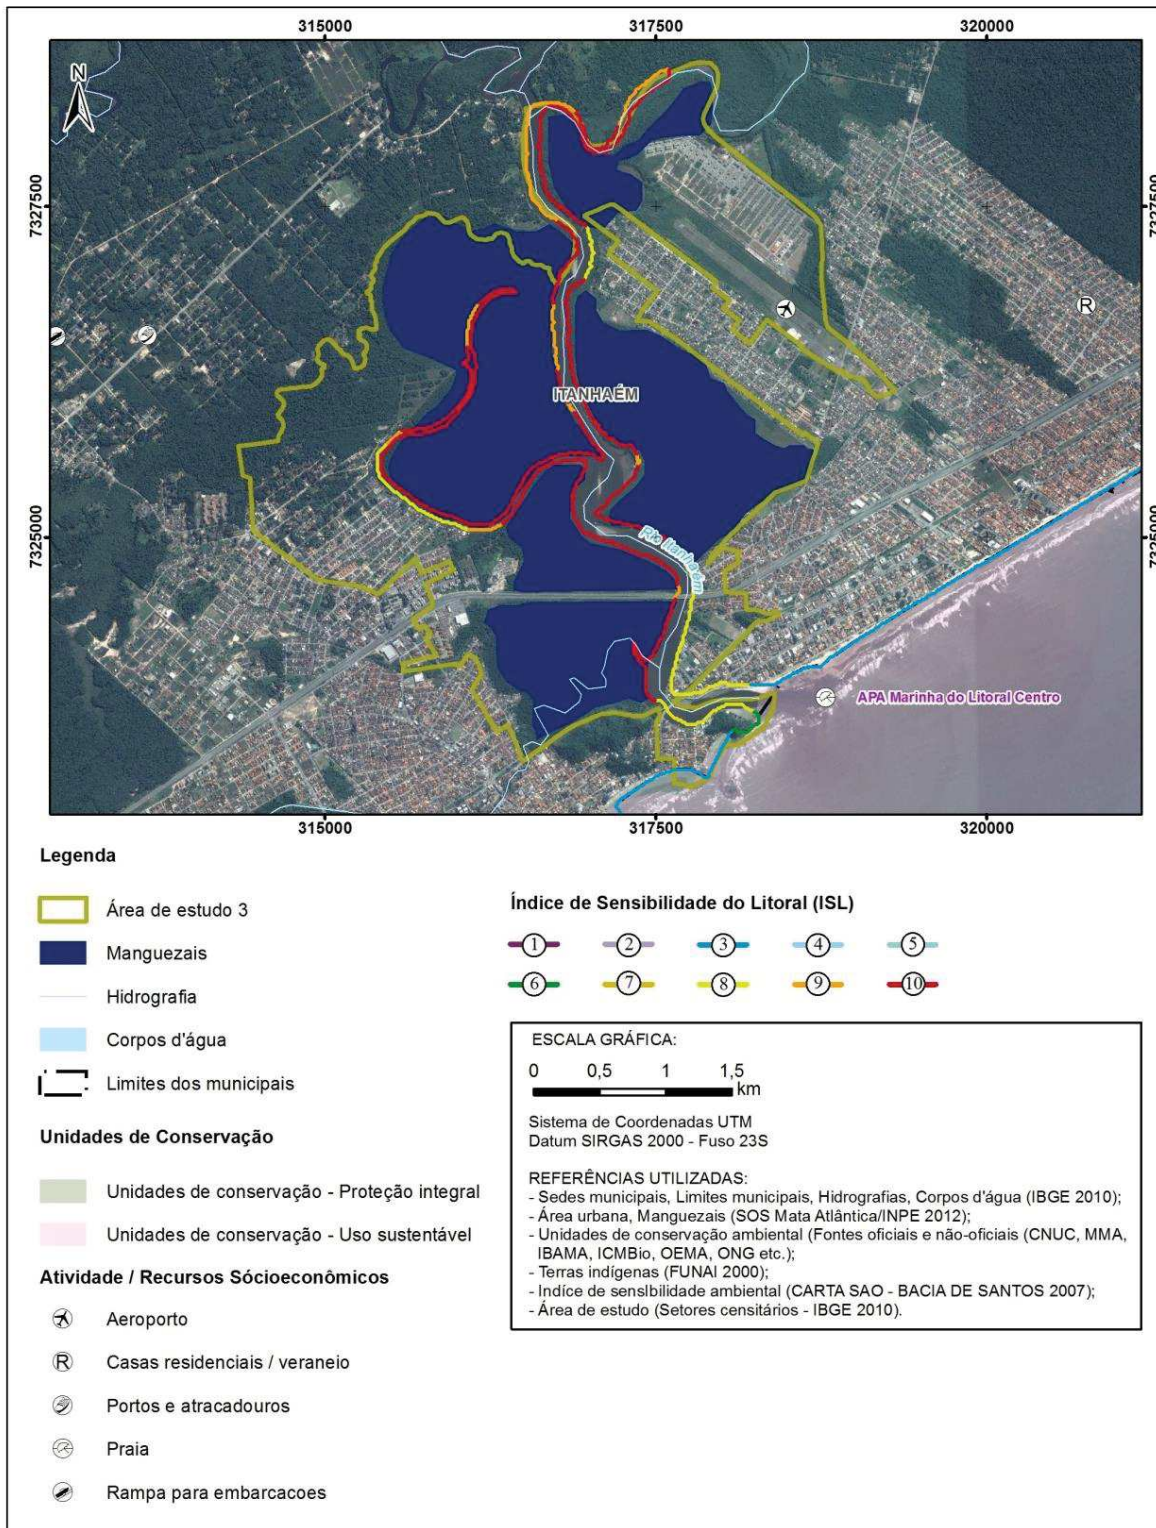 315000 317500 320000
N
7327500 7327500
R
ITANHAÉM
7325000 7325000
Rio Itanhaém
APA Marinha do Litoral Centro
315000 317500 320000
Legenda
Área de estudo 3
Manguezais
Hidrografia
Corpos d'água
Limites dos municipais
Unidades de Conservação
Unidades de conservação - Proteção integral
Unidades de conservação - Uso sustentável
Atividade / Recursos Sócioeconômicos
Aeroporto
R Casas residenciais / veraneio
Portos e atracadouros
Praia
Rampa para embarcacoes
Índice de Sensibilidade do Litoral (ISL)
1 2 3 4 5
6 7 8 9 10
ESCALA GRÁFICA:
0 0,5 1 1,5
km
Sistema de Coordenadas UTM
Datum SIRGAS 2000 - Fuso 23S
REFERÊNCIAS UTILIZADAS:
- Sedes municipais, Limites municipais, Hidrografias, Corpos d'água (IBGE 2010);
- Área urbana, Manguezais (SOS Mata Atlântica/INPE 2012);
- Unidades de conservação ambiental (Fontes oficiais e não-oficiais (CNUC, MMA,
IBAMA, ICMBio, OEMA, ONG etc.);
- Terras indígenas (FUNAI 2000);
- Indíce de sensIbilidade ambiental (CARTA SAO - BACIA DE SANTOS 2007);
- Área de estudo (Setores censitários - IBGE 2010).